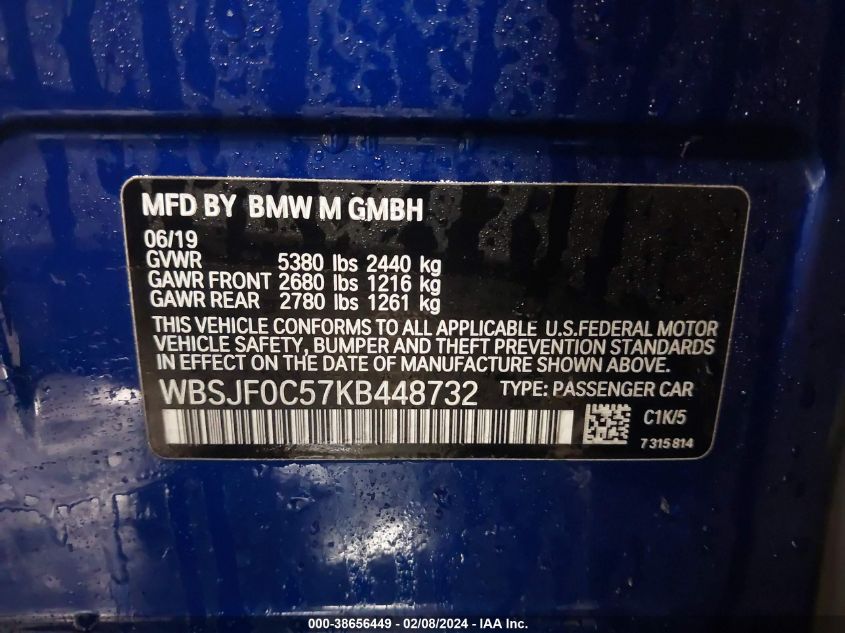 MFD BY BMW M GMBH
06/19
GVWR 5380 lbs 2440 kg
GAWR FRONT 2680 lbs 1216 kg
GAWR REAR 2780 lbs 1261 kg
THIS VEHICLE CONFORMS TO ALL APPLICABLE U.S.FEDERAL MOTOR
VEHICLE SAFETY, BUMPER AND THEFT PREVENTION STANDARDS
IN EFFECT ON THE DATE OF MANUFACTURE SHOWN ABOVE.
WBSJF0C57KB448732 TYPE: PASSENGER CAR
C1K/5
7 315 814
000-38656449 - 02/08/2024 - IAA Inc.